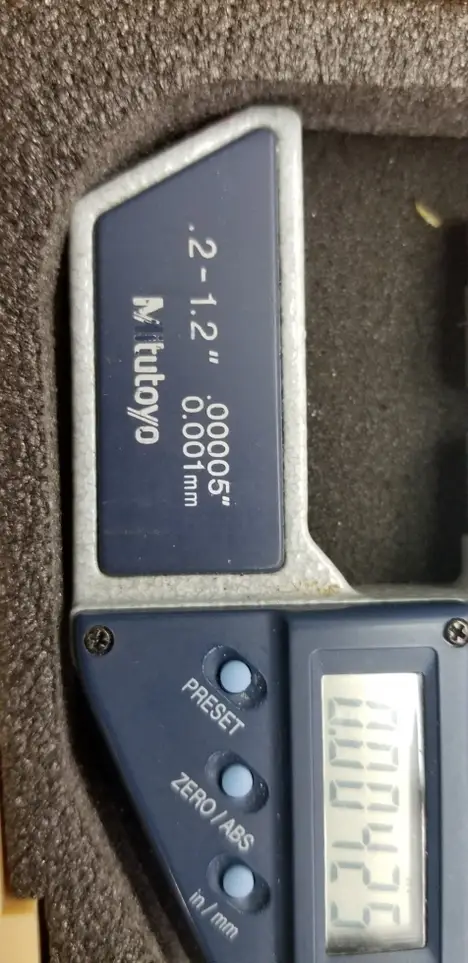 .2-1.2"
.00005"
0.001mm
Mitutoyo
PRESET
ZERO/ABS
in/mm